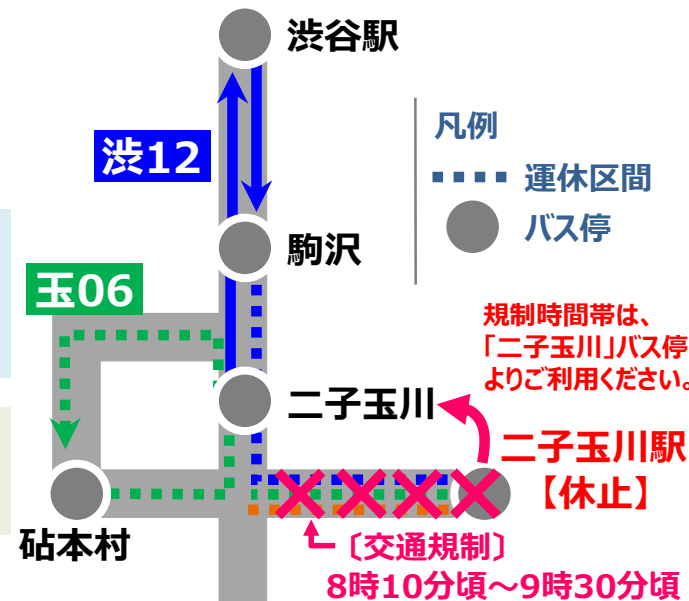 渋谷駅
渋12
凡例
運休区間
バス停
駒沢
玉06
規制時間帯は、
「二子玉川」バス停
よりご利用ください。
二子玉川
二子玉川駅
【休止】
砧本村
〔交通規制〕
8時10分頃～9時30分頃